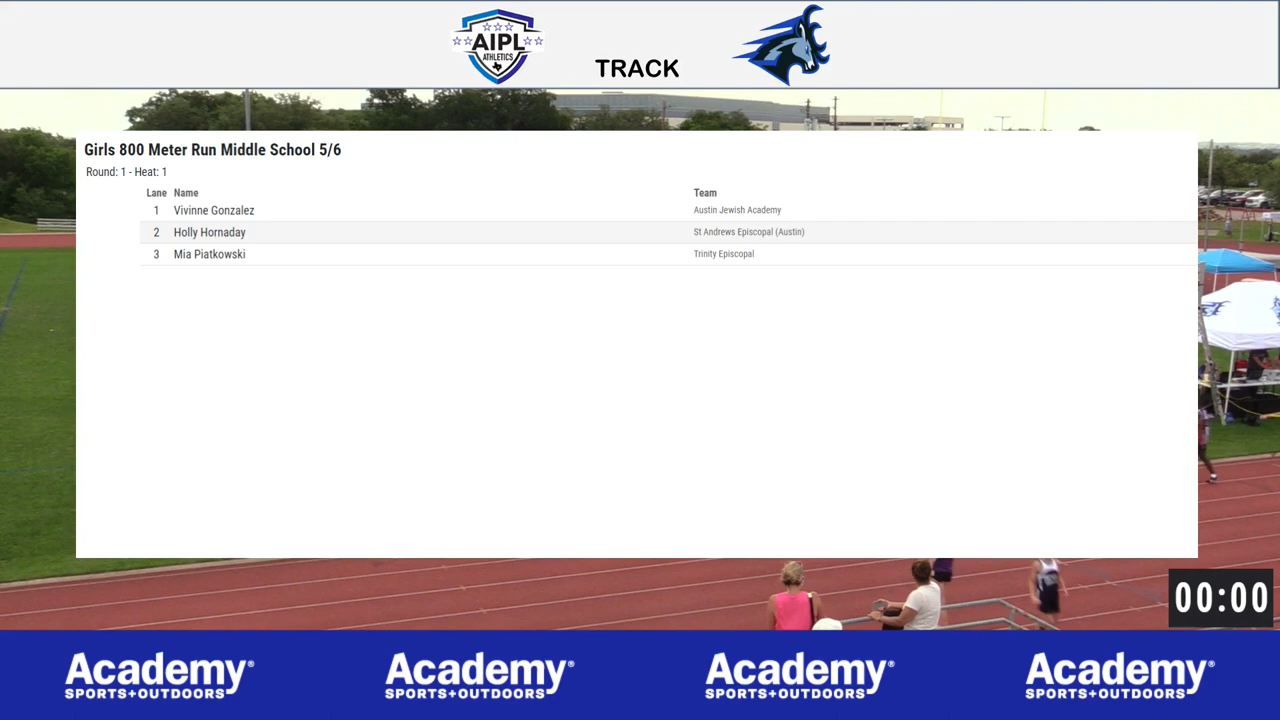 AIPL
ATHLETICS
TRACK
Girls 800 Meter Run Middle School 5/6
Round: 1 - Heat: 1
Lane Name Team
1 Vivinne Gonzalez Austin Jewish Academy
2 Holly Hornaday St Andrews Episcopal (Austin)
3 Mia Piatkowski Trinity Episcopal
00:00
Academy® Academy® Academy® Academy®
SPORTS+OUTDOORS SPORTS+OUTDOORS SPORTS+OUTDOORS SPORTS+OUTDOORS